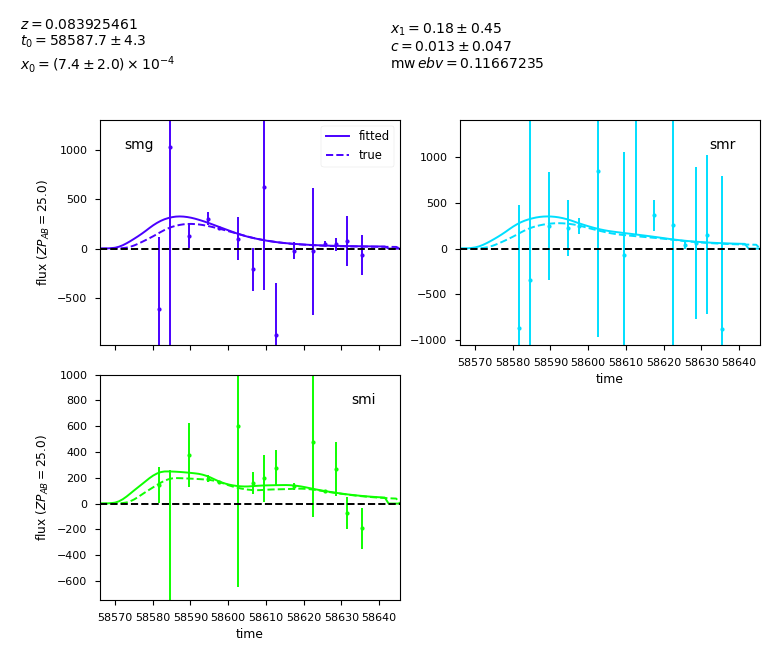 z = 0.083925461
t₀ = 58587.7 ± 4.3
x₀ = (7.4 ± 2.0) × 10⁻⁴
x₁ = 0.18 ± 0.45
c = 0.013 ± 0.047
mw ebv = 0.11667235
smg
fitted
true
1000
500
0
−500
flux (ZP_AB = 25.0)
smr
1000
500
0
−500
−1000
58570 58580 58590 58600 58610 58620 58630 58640
time
smi
1000
800
600
400
200
0
−200
−400
−600
flux (ZP_AB = 25.0)
58570 58580 58590 58600 58610 58620 58630 58640
time